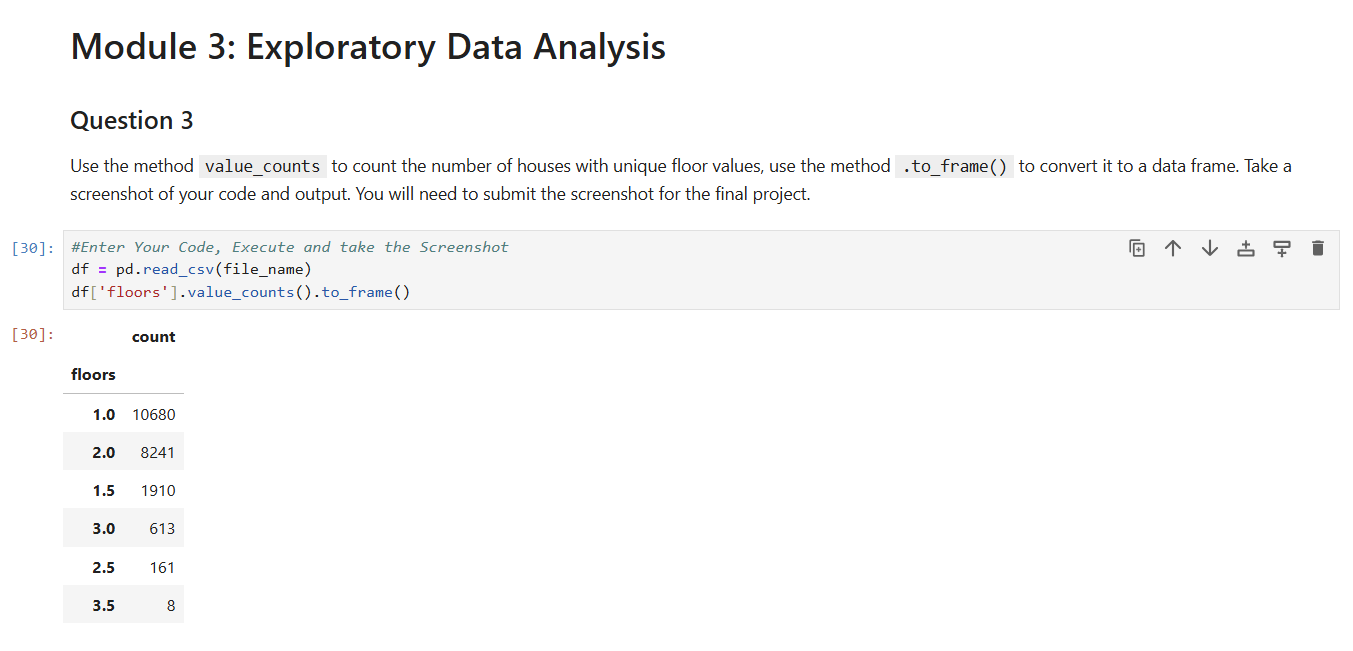 Module 3: Exploratory Data Analysis
Question 3
Use the method value_counts to count the number of houses with unique floor values, use the method .to_frame() to convert it to a data frame. Take a
screenshot of your code and output. You will need to submit the screenshot for the final project.
[30]: #Enter Your Code, Execute and take the Screenshot
df = pd.read_csv(file_name)
df['floors'].value_counts().to_frame()
[30]: count
floors
1.0 10680
2.0 8241
1.5 1910
3.0 613
2.5 161
3.5 8